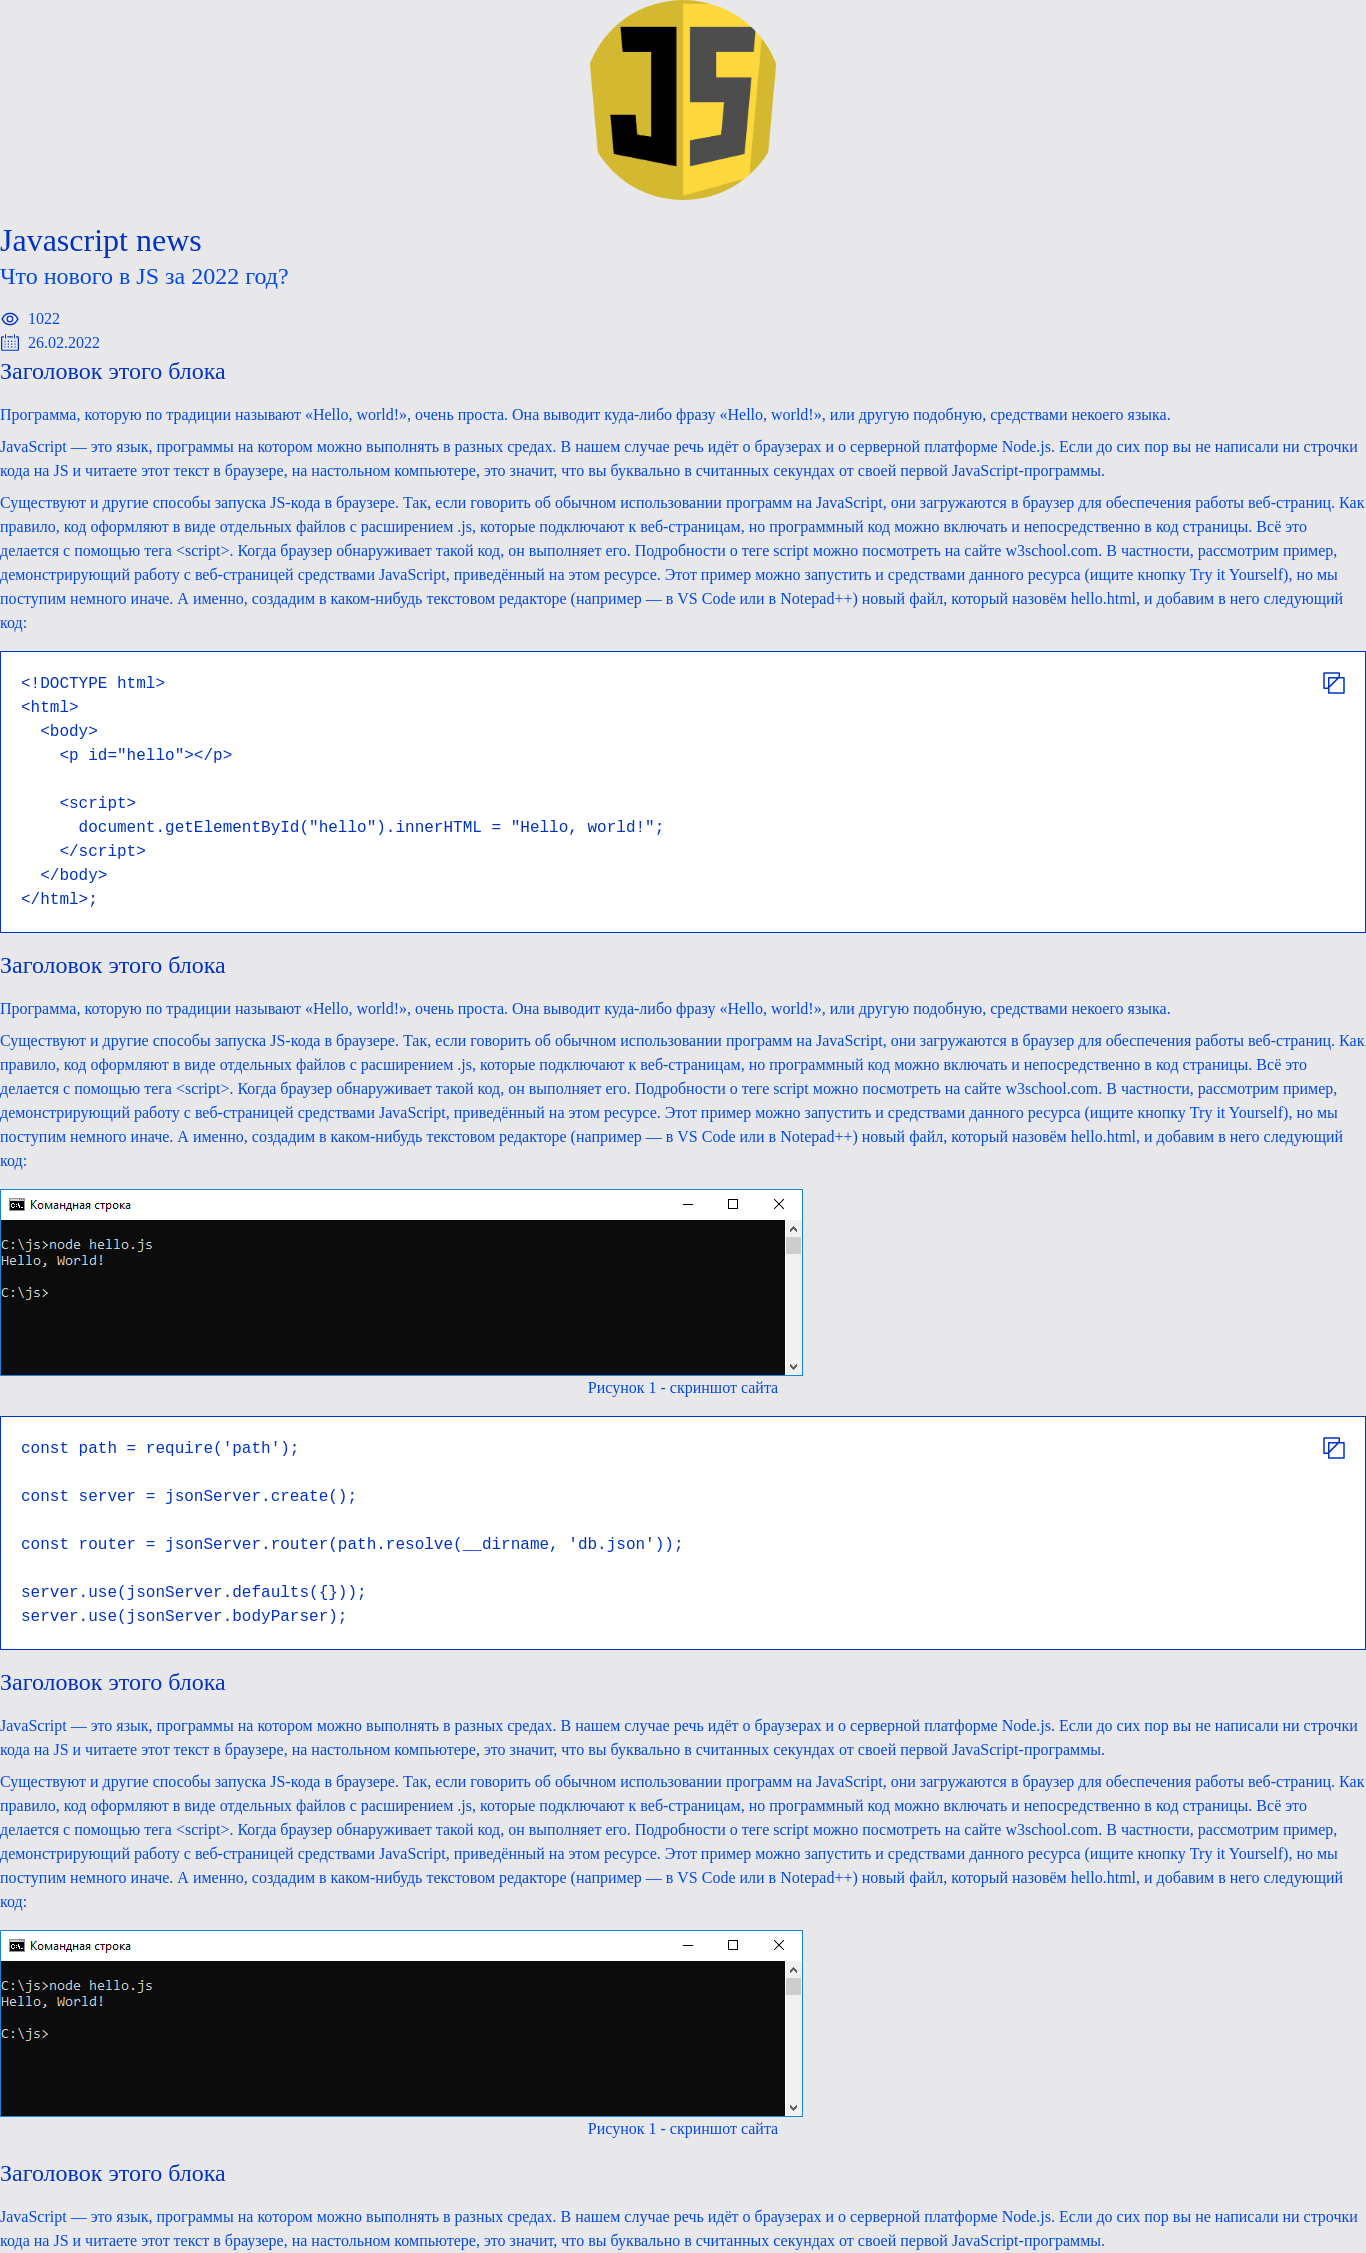 JS
Javascript news
Что нового в JS за 2022 год?
1022
26.02.2022
Заголовок этого блока
Программа, которую по традиции называют «Hello, world!», очень проста. Она выводит куда-либо фразу «Hello, world!», или другую подобную, средствами некоего языка.
JavaScript — это язык, программы на котором можно выполнять в разных средах. В нашем случае речь идёт о браузерах и о серверной платформе Node.js. Если до сих пор вы не написали ни строчки
кода на JS и читаете этот текст в браузере, на настольном компьютере, это значит, что вы буквально в считанных секундах от своей первой JavaScript-программы.
Существуют и другие способы запуска JS-кода в браузере. Так, если говорить об обычном использовании программ на JavaScript, они загружаются в браузер для обеспечения работы веб-страниц. Как
правило, код оформляют в виде отдельных файлов с расширением .js, которые подключают к веб-страницам, но программный код можно включать и непосредственно в код страницы. Всё это
делается с помощью тега <script>. Когда браузер обнаруживает такой код, он выполняет его. Подробности о теге script можно посмотреть на сайте w3school.com. В частности, рассмотрим пример,
демонстрирующий работу с веб-страницей средствами JavaScript, приведённый на этом ресурсе. Этот пример можно запустить и средствами данного ресурса (ищите кнопку Try it Yourself), но мы
поступим немного иначе. А именно, создадим в каком-нибудь текстовом редакторе (например — в VS Code или в Notepad++) новый файл, который назовём hello.html, и добавим в него следующий
код:
<!DOCTYPE html>
<html>
  <body>
    <p id="hello"></p>
    <script>
      document.getElementById("hello").innerHTML = "Hello, world!";
    </script>
  </body>
</html>;
Заголовок этого блока
Программа, которую по традиции называют «Hello, world!», очень проста. Она выводит куда-либо фразу «Hello, world!», или другую подобную, средствами некоего языка.
Существуют и другие способы запуска JS-кода в браузере. Так, если говорить об обычном использовании программ на JavaScript, они загружаются в браузер для обеспечения работы веб-страниц. Как
правило, код оформляют в виде отдельных файлов с расширением .js, которые подключают к веб-страницам, но программный код можно включать и непосредственно в код страницы. Всё это
делается с помощью тега <script>. Когда браузер обнаруживает такой код, он выполняет его. Подробности о теге script можно посмотреть на сайте w3school.com. В частности, рассмотрим пример,
демонстрирующий работу с веб-страницей средствами JavaScript, приведённый на этом ресурсе. Этот пример можно запустить и средствами данного ресурса (ищите кнопку Try it Yourself), но мы
поступим немного иначе. А именно, создадим в каком-нибудь текстовом редакторе (например — в VS Code или в Notepad++) новый файл, который назовём hello.html, и добавим в него следующий
код:
Командная строка
C:\js>node hello.js
Hello, World!
C:\js>
Рисунок 1 - скриншот сайта
const path = require('path');
const server = jsonServer.create();
const router = jsonServer.router(path.resolve(__dirname, 'db.json'));
server.use(jsonServer.defaults({}));
server.use(jsonServer.bodyParser);
Заголовок этого блока
JavaScript — это язык, программы на котором можно выполнять в разных средах. В нашем случае речь идёт о браузерах и о серверной платформе Node.js. Если до сих пор вы не написали ни строчки
кода на JS и читаете этот текст в браузере, на настольном компьютере, это значит, что вы буквально в считанных секундах от своей первой JavaScript-программы.
Существуют и другие способы запуска JS-кода в браузере. Так, если говорить об обычном использовании программ на JavaScript, они загружаются в браузер для обеспечения работы веб-страниц. Как
правило, код оформляют в виде отдельных файлов с расширением .js, которые подключают к веб-страницам, но программный код можно включать и непосредственно в код страницы. Всё это
делается с помощью тега <script>. Когда браузер обнаруживает такой код, он выполняет его. Подробности о теге script можно посмотреть на сайте w3school.com. В частности, рассмотрим пример,
демонстрирующий работу с веб-страницей средствами JavaScript, приведённый на этом ресурсе. Этот пример можно запустить и средствами данного ресурса (ищите кнопку Try it Yourself), но мы
поступим немного иначе. А именно, создадим в каком-нибудь текстовом редакторе (например — в VS Code или в Notepad++) новый файл, который назовём hello.html, и добавим в него следующий
код:
Командная строка
C:\js>node hello.js
Hello, World!
C:\js>
Рисунок 1 - скриншот сайта
Заголовок этого блока
JavaScript — это язык, программы на котором можно выполнять в разных средах. В нашем случае речь идёт о браузерах и о серверной платформе Node.js. Если до сих пор вы не написали ни строчки
кода на JS и читаете этот текст в браузере, на настольном компьютере, это значит, что вы буквально в считанных секундах от своей первой JavaScript-программы.